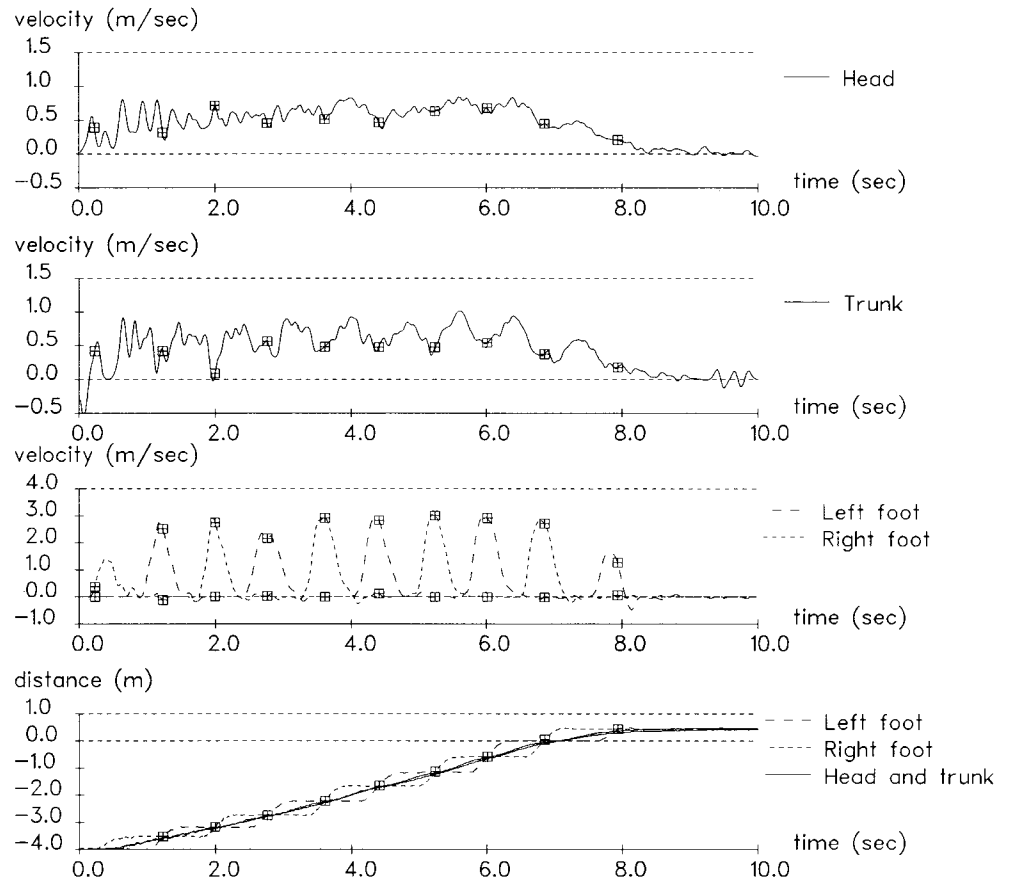 velocity (m/sec)
1.5
1.0
0.5
0.0
−0.5
Head
time (sec)
0.0 2.0 4.0 6.0 8.0 10.0
velocity (m/sec)
1.5
1.0
0.5
0.0
−0.5
Trunk
time (sec)
0.0 2.0 4.0 6.0 8.0 10.0
velocity (m/sec)
4.0
3.0
2.0
1.0
0.0
−1.0
Left foot
Right foot
time (sec)
0.0 2.0 4.0 6.0 8.0 10.0
distance (m)
1.0
0.0
−1.0
−2.0
−3.0
−4.0
Left foot
Right foot
Head and trunk
time (sec)
0.0 2.0 4.0 6.0 8.0 10.0